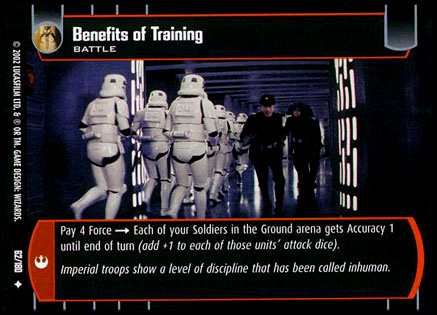 Benefits of Training
BATTLE
© 2002 LUCASFILM LTD. & ® OR TM. GAME DESIGN: WIZARDS.
Pay 4 Force → Each of your Soldiers in the Ground arena gets Accuracy 1
until end of turn (add +1 to each of those units' attack dice).
Imperial troops show a level of discipline that has been called inhuman.
62/180